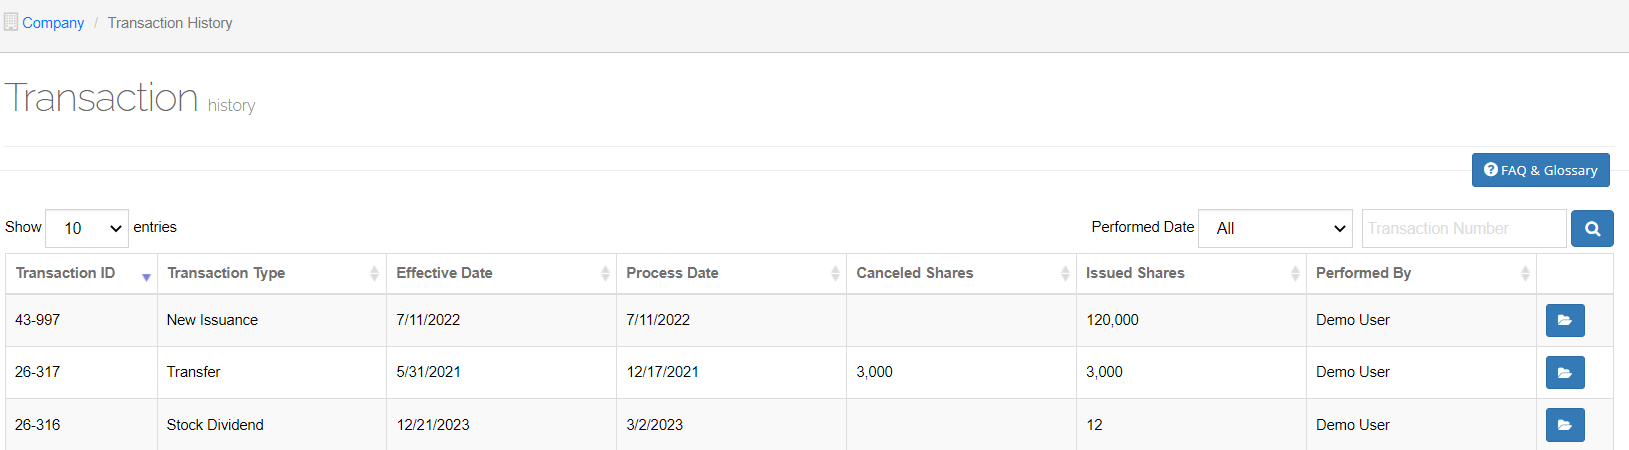 Company / Transaction History
Transaction history
FAQ & Glossary
Show 10 entries
Performed Date All Transaction Number
Transaction ID Transaction Type Effective Date Process Date Canceled Shares Issued Shares Performed By
43-997 New Issuance 7/11/2022 7/11/2022 120,000 Demo User
26-317 Transfer 5/31/2021 12/17/2021 3,000 3,000 Demo User
26-316 Stock Dividend 12/21/2023 3/2/2023 12 Demo User